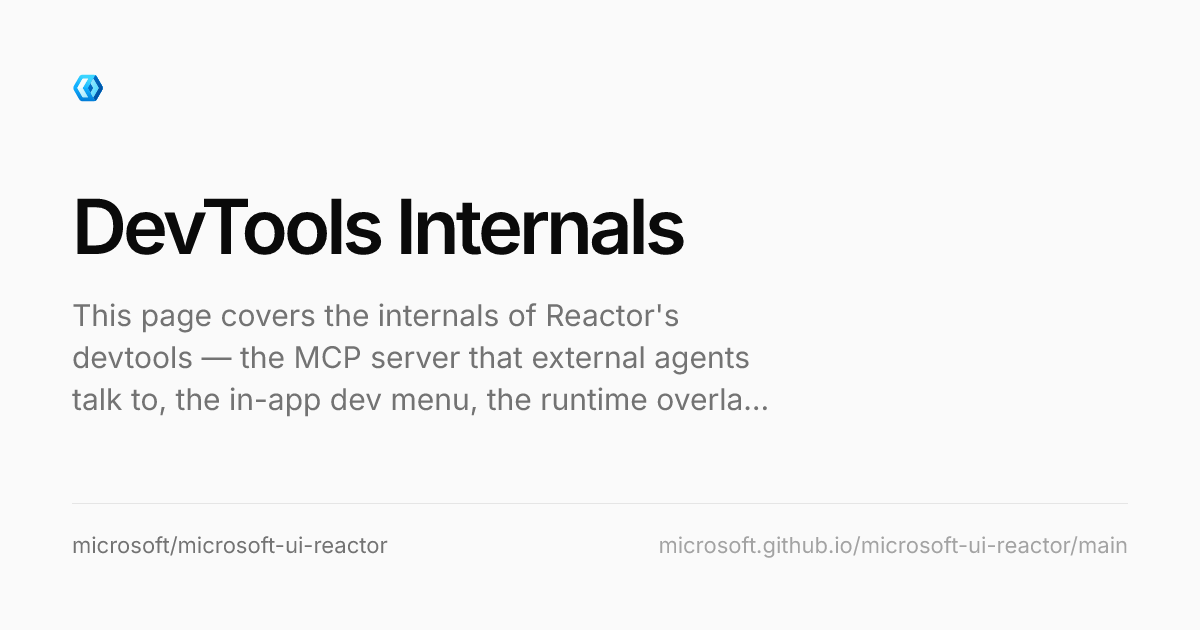 DevTools Internals
This page covers the internals of Reactor's
devtools — the MCP server that external agents
talk to, the in-app dev menu, the runtime overla...
microsoft/microsoft-ui-reactor
microsoft.github.io/microsoft-ui-reactor/main